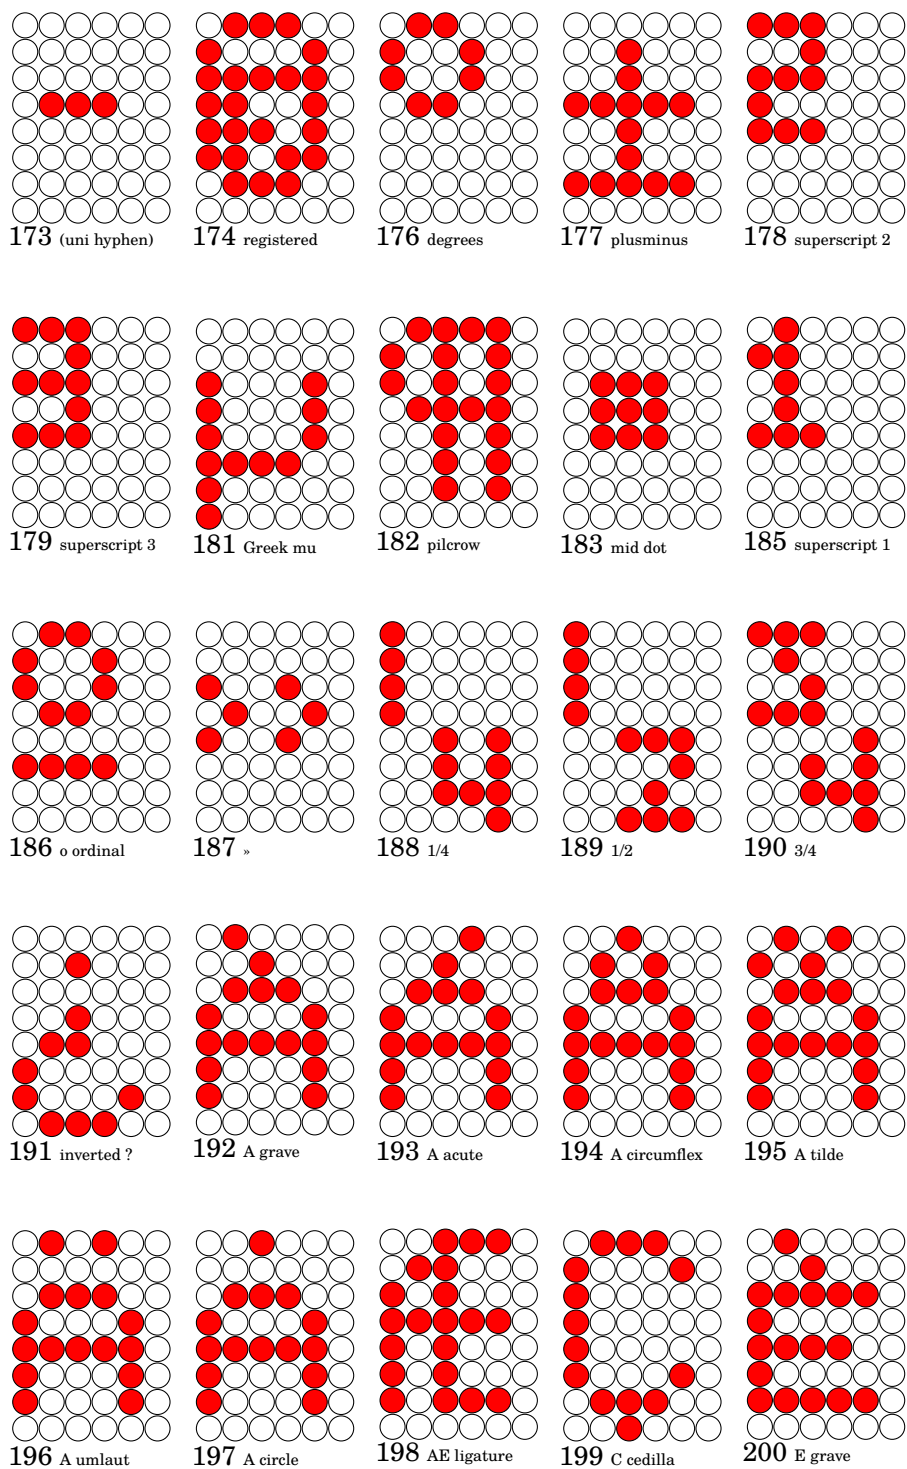 173 (uni hyphen) 174 registered 176 degrees 177 plusminus 178 superscript 2
179 superscript 3 181 Greek mu 182 pilcrow 183 mid dot 185 superscript 1
186 o ordinal 187 » 188 1/4 189 1/2 190 3/4
191 inverted ? 192 A grave 193 A acute 194 A circumflex 195 A tilde
196 A umlaut 197 A circle 198 AE ligature 199 C cedilla 200 E grave